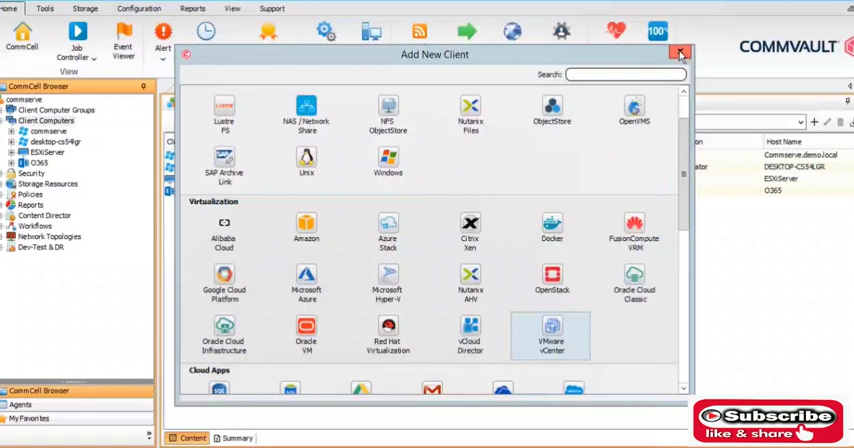 Home Tools Storage Configuration Reports View Support
CommCell
Job
Controller
Event
Viewer
Alert
100%
COMMVAULT
View
CommCell Browser
commserve
Client Computer Groups
Client Computers
commserve
desktop-cs54lgr
ESXiServer
O365
Security
Storage Resources
Policies
Reports
Content Director
Workflows
Network Topologies
Dev-Test & DR
CommCell Browser
Agents
My Favorites
Add New Client
Search:
Lustre
FS
NAS / Network
Share
NFS
ObjectStore
Nutanix
Files
ObjectStore
OpenVMS
SAP Archive
Link
Unix
Windows
Virtualization
Alibaba
Cloud
Amazon
Azure
Stack
Citrix
Xen
Docker
FusionCompute
VRM
Google Cloud
Platform
Microsoft
Azure
Microsoft
Hyper-V
Nutanix
AHV
OpenStack
Oracle Cloud
Classic
Oracle Cloud
Infrastructure
Oracle
VM
Red Hat
Virtualization
vCloud
Director
VMware
vCenter
Cloud Apps
Host Name
Commserve.demo.local
DESKTOP-CS54LGR
ESXiServer
O365
Content Summary
Subscribe
like & share